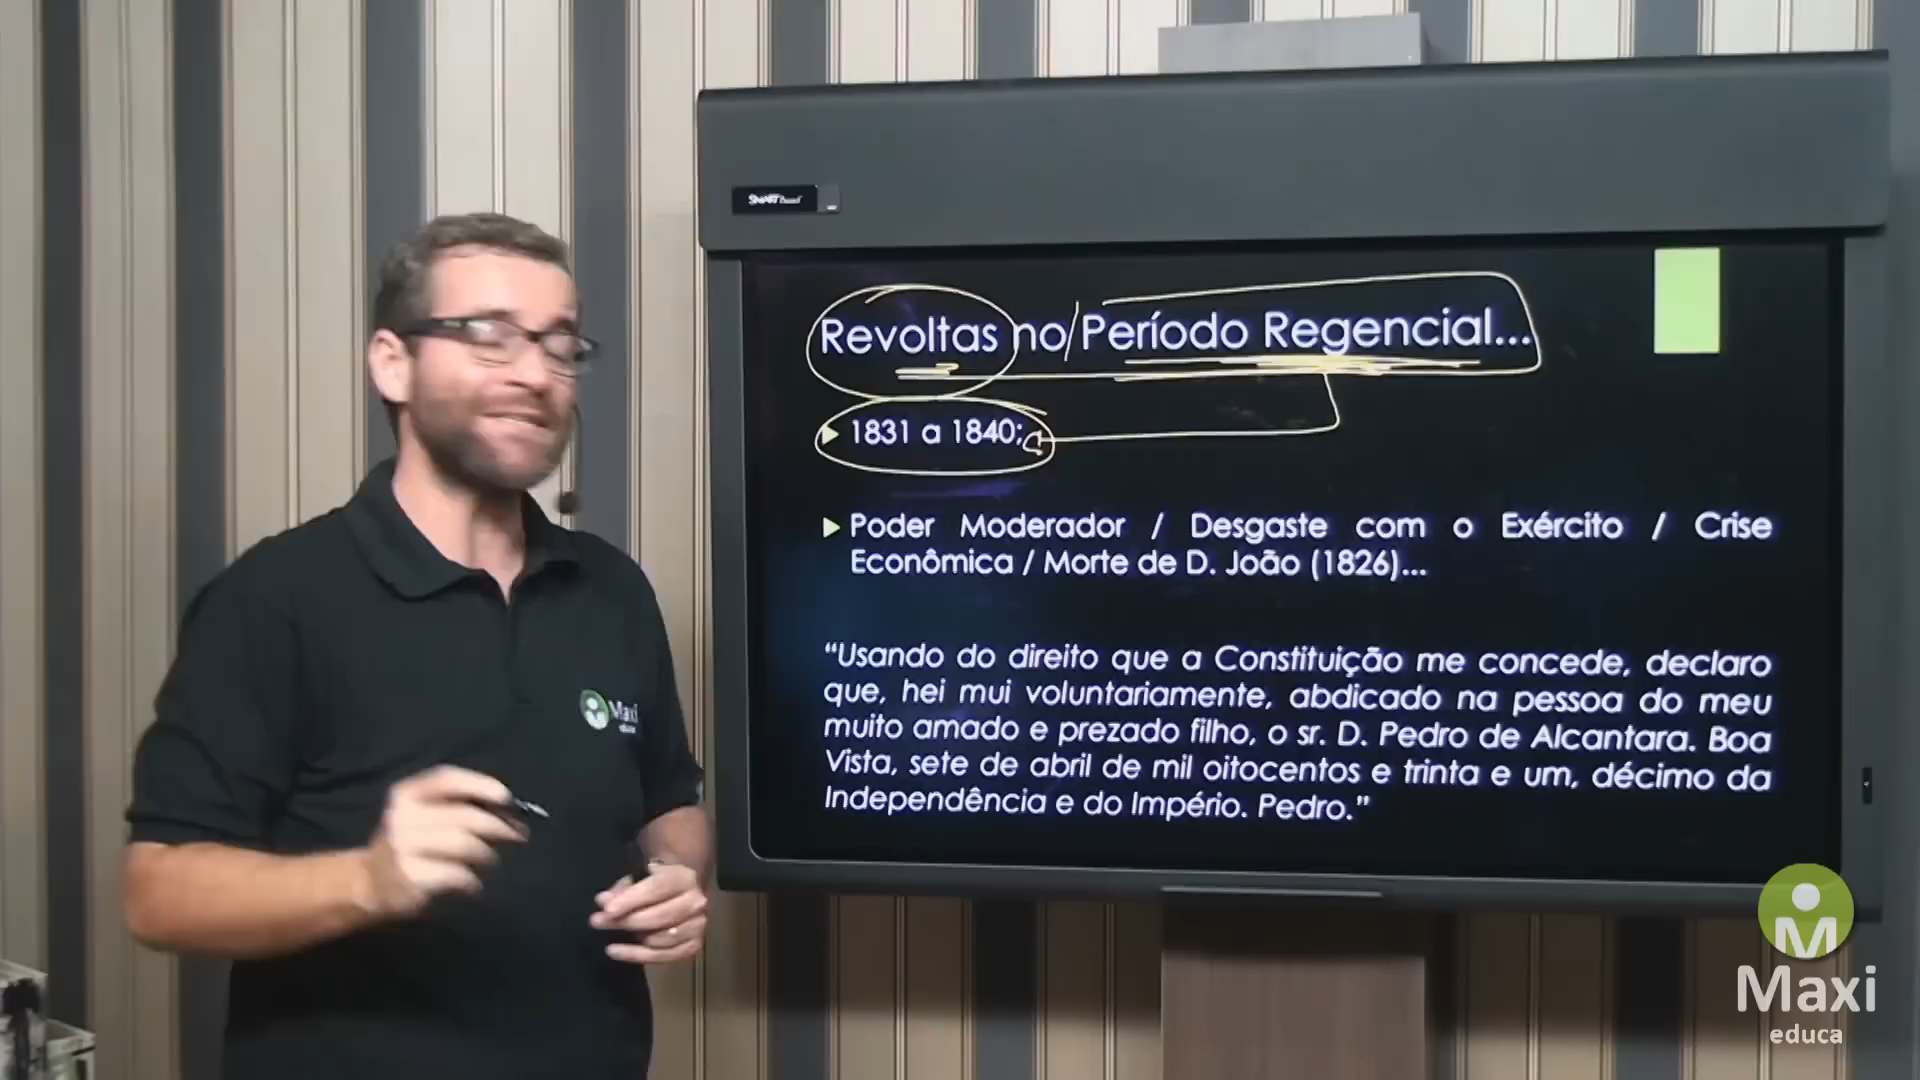 SMART Board
Revoltas no Período Regencial...
1831 a 1840;
Poder Moderador / Desgaste com o Exército / Crise
Econômica / Morte de D. João (1826)...
“Usando do direito que a Constituição me concede, declaro
que, hei mui voluntariamente, abdicado na pessoa do meu
muito amado e prezado filho, o sr. D. Pedro de Alcantara. Boa
Vista, sete de abril de mil oitocentos e trinta e um, décimo da
Independência e do Império. Pedro.”
Maxi
educa
M
Maxi
educa